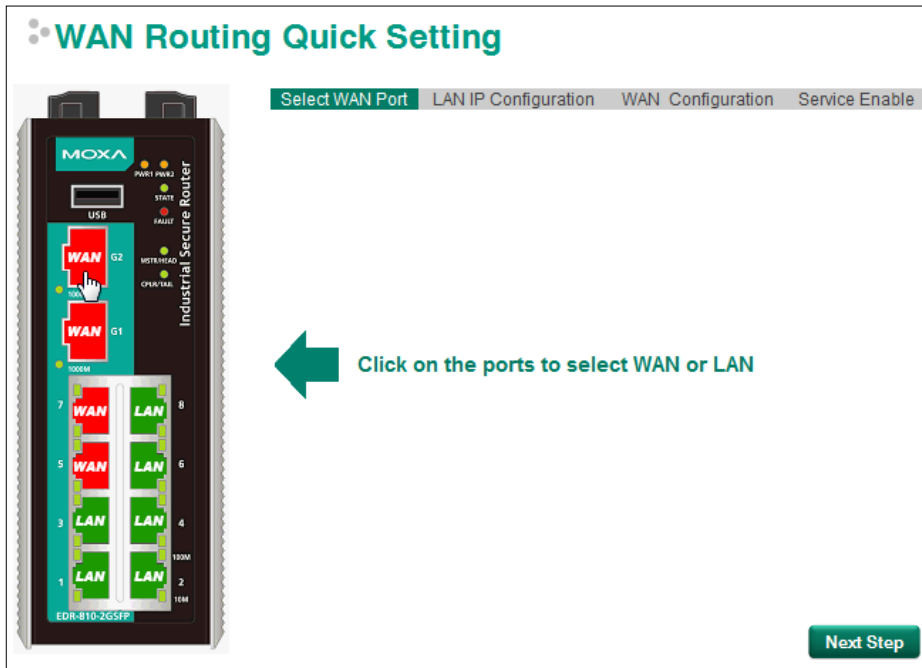 WAN Routing Quick Setting
Select WAN Port LAN IP Configuration WAN Configuration Service Enable
MOXA
PWR1 PWR2
STATE
USB
FAULT
Industrial Secure Router
WAN G2
MSTR/HEAD
CPLR/TAIL
WAN G1
1000M
Click on the ports to select WAN or LAN
7 WAN LAN 8
5 WAN LAN 6
3 LAN LAN 4
100M
1 LAN LAN 2
10M
EDR-810-2GSFP
Next Step